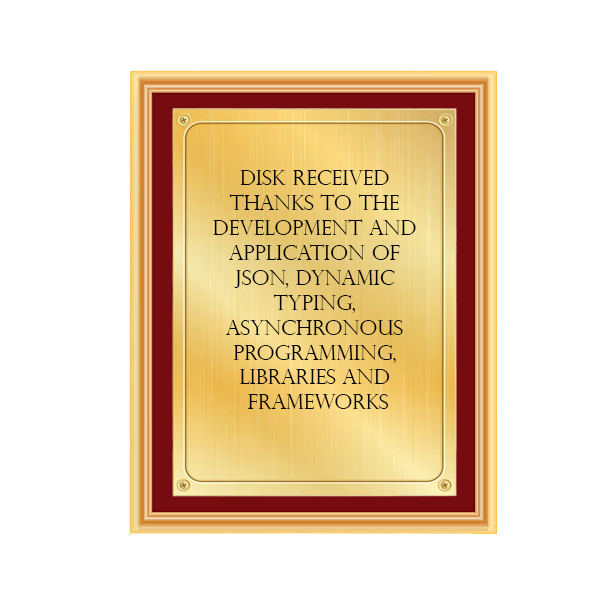 DISK RECEIVED
THANKS TO THE
DEVELOPMENT AND
APPLICATION OF
JSON, DYNAMIC
TYPING,
ASYNCHRONOUS
PROGRAMMING,
LIBRARIES AND
FRAMEWORKS